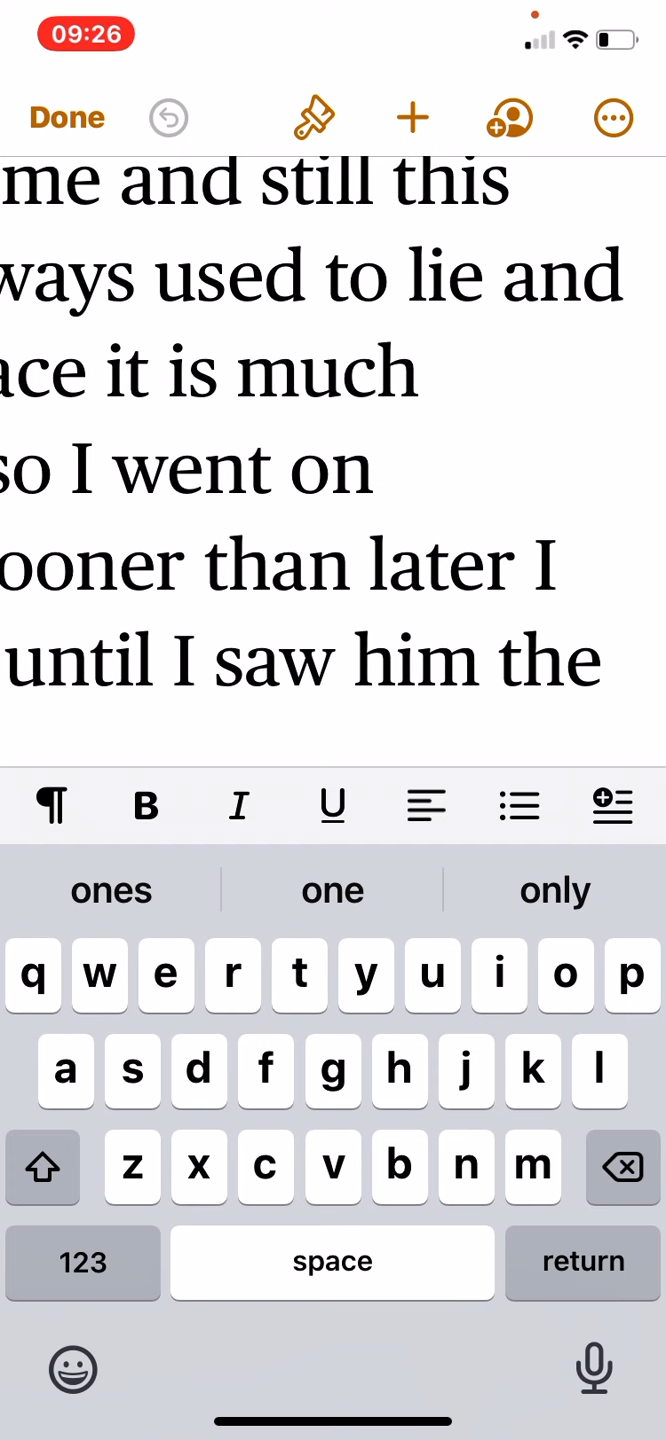 09:26
Done
me and still this
ways used to lie and
ace it is much
so I went on
ooner than later I
until I saw him the
B I U
ones one only
q w e r t y u i o p
a s d f g h j k l
z x c v b n m
123 space return